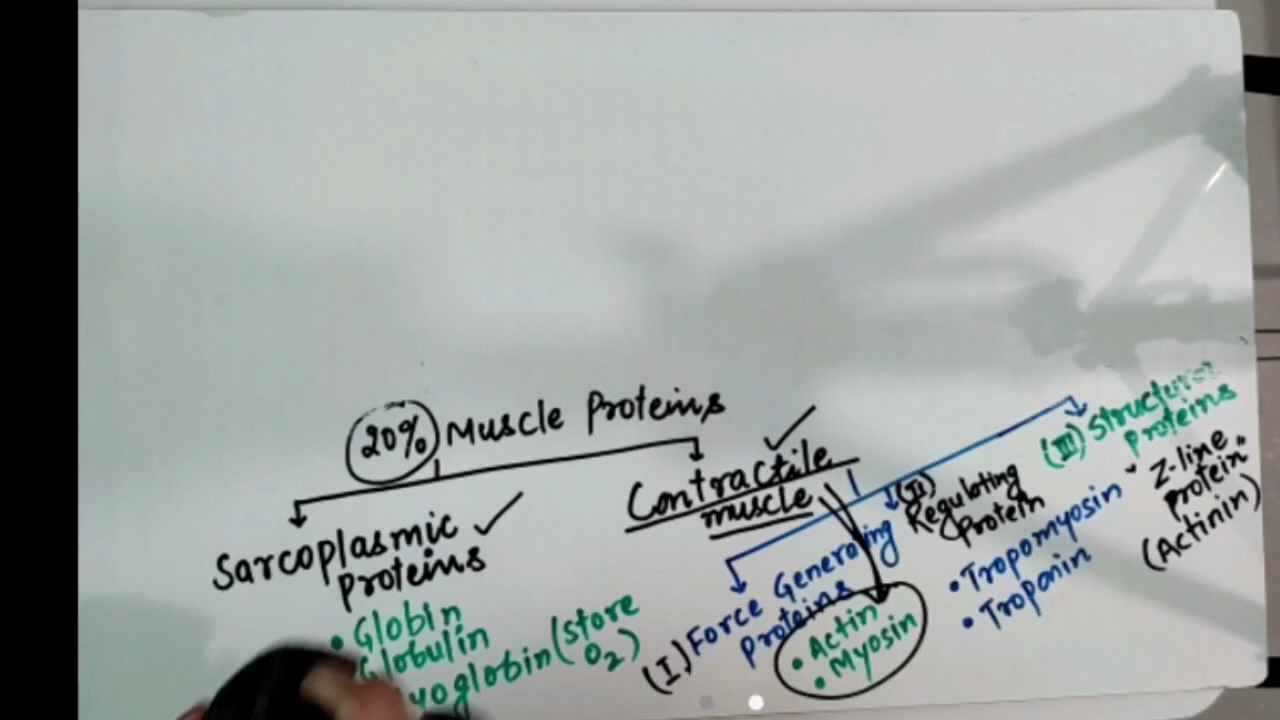 20% Muscle Proteins
Sarcoplasmic
Proteins
• Globin
Globulin
yoglobin (store
O2)
Contractile
muscle
(I) Force Generating
Proteins
• Actin
• Myosin
(II)
Regulating
Protein
• Tropomyosin
• Troponin
(III) Structural
Proteins
Z-line
Protein
(Actinin)